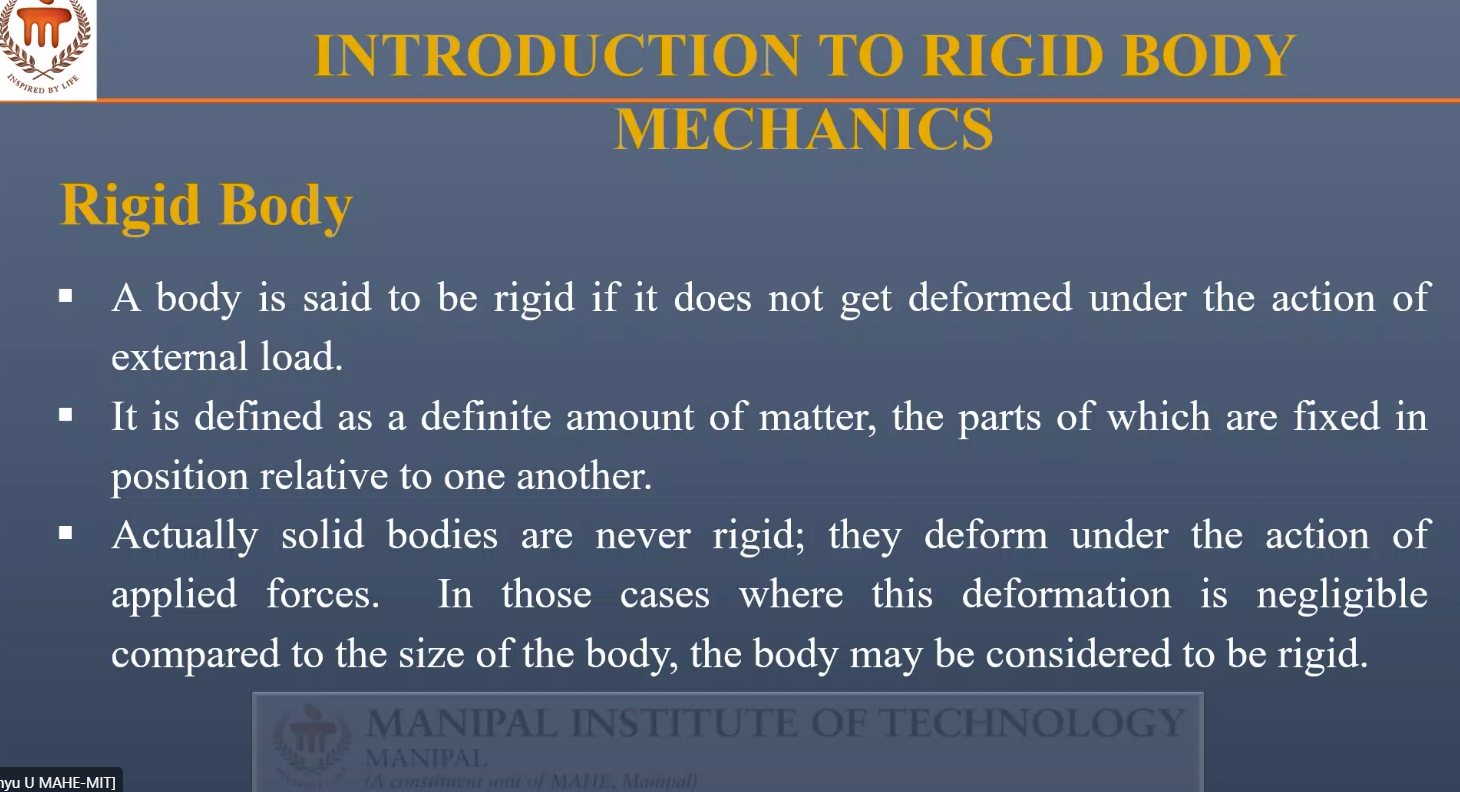 INSPIRED BY LIFE
INTRODUCTION TO RIGID BODY
MECHANICS
Rigid Body
▪ A body is said to be rigid if it does not get deformed under the action of
external load.
▪ It is defined as a definite amount of matter, the parts of which are fixed in
position relative to one another.
▪ Actually solid bodies are never rigid; they deform under the action of
applied forces. In those cases where this deformation is negligible
compared to the size of the body, the body may be considered to be rigid.
MANIPAL INSTITUTE OF TECHNOLOGY
MANIPAL
(A constituent unit of MAHE, Manipal)
nyu U MAHE-MIT]